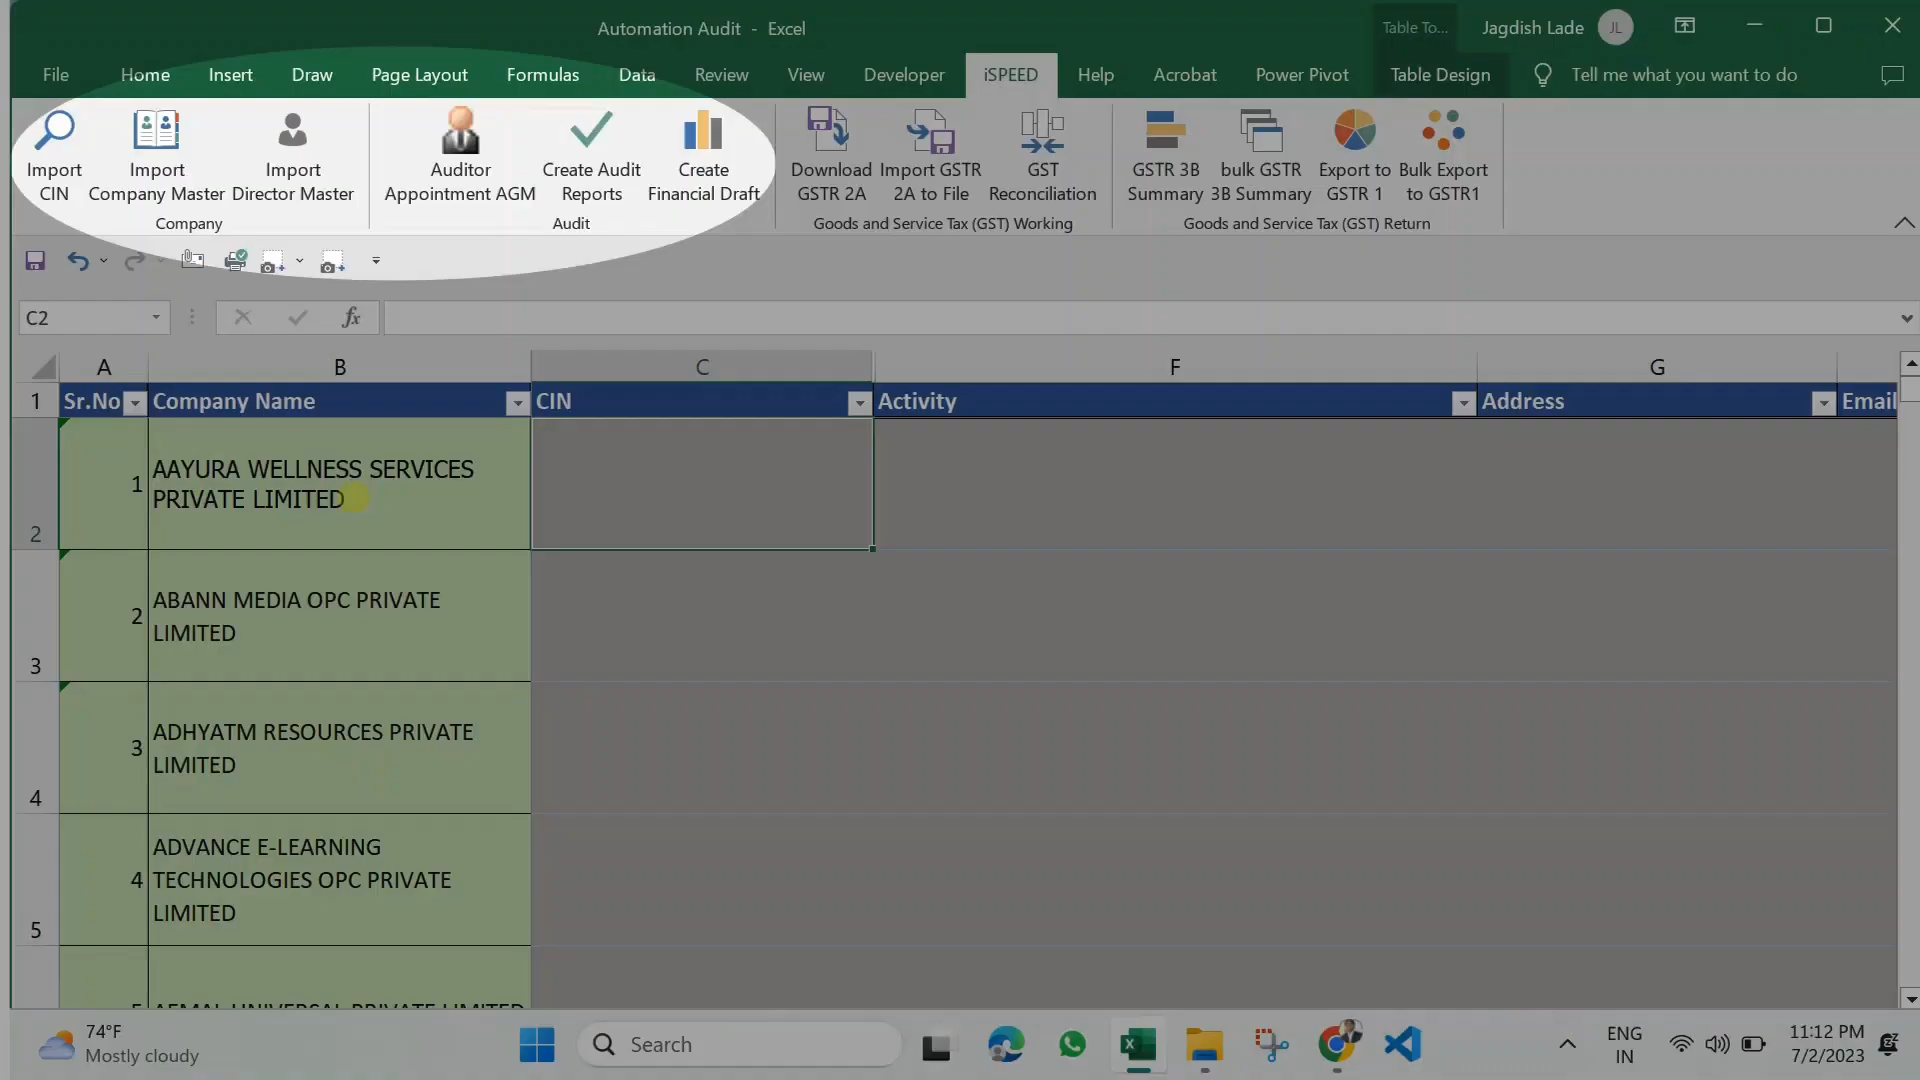 Automation Audit - Excel
Table To...
Jagdish Lade
JL
File Home Insert Draw Page Layout Formulas Data Review View Developer iSPEED Help Acrobat Power Pivot Table Design Tell me what you want to do
Import CIN
Import Company Master
Import Director Master
Company
Auditor Appointment AGM
Create Audit Reports
Create Financial Draft
Audit
Download GSTR 2A
Import GSTR 2A to File
GST Reconciliation
Goods and Service Tax (GST) Working
GSTR 3B Summary
bulk GSTR 3B Summary
Export to GSTR 1
Bulk Export to GSTR1
Goods and Service Tax (GST) Return
C2
fx
A B C F G
1 Sr.No Company Name CIN Activity Address Email
2 1 AAYURA WELLNESS SERVICES
PRIVATE LIMITED
3 2 ABANN MEDIA OPC PRIVATE
LIMITED
4 3 ADHYATM RESOURCES PRIVATE
LIMITED
5 4 ADVANCE E-LEARNING
TECHNOLOGIES OPC PRIVATE
LIMITED
74°F
Mostly cloudy
Search
ENG
IN
11:12 PM
7/2/2023